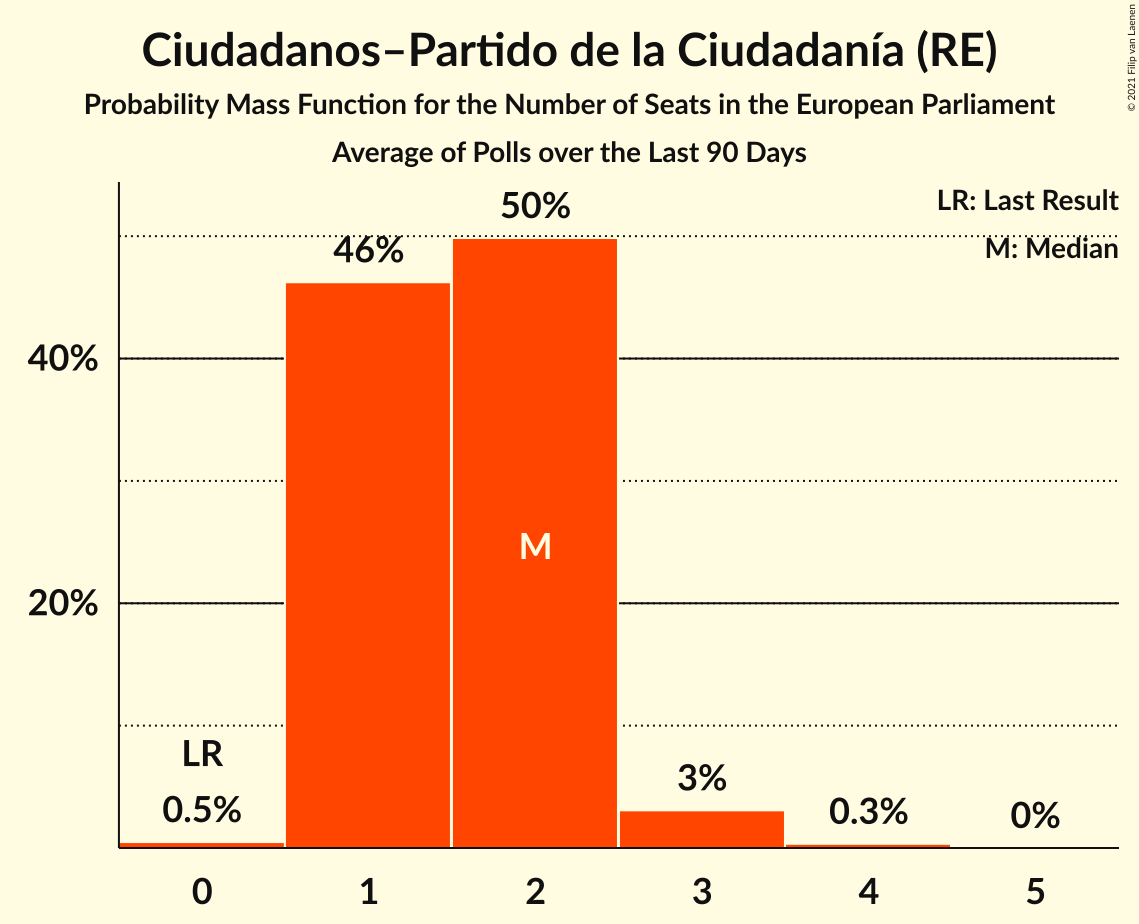 Ciudadanos–Partido de la Ciudadanía (RE)
Probability Mass Function for the Number of Seats in the European Parliament
Average of Polls over the Last 90 Days
© 2021 Filip van Laenen
LR: Last Result
M: Median
50%
46%
40%
M
20%
LR
0.5%
3%
0.3%
0%
0 1 2 3 4 5